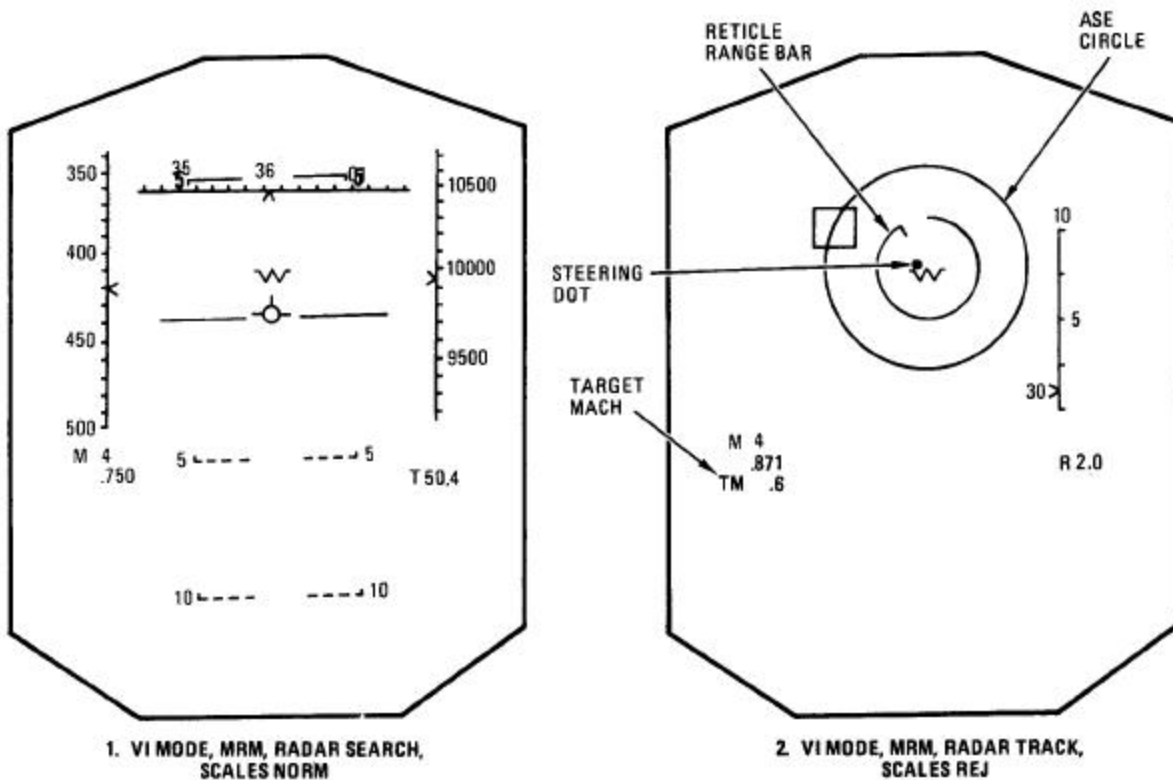 RETICLE
RANGE BAR
ASE
CIRCLE
35 36
5 5
350
400
450
500
10500
10000
9500
M 4
.750
5 5
T 50.4
10 10
1. VI MODE, MRM, RADAR SEARCH,
SCALES NORM
STEERING
DOT
TARGET
MACH
10
5
30
M 4
.871
TM .6
R 2.0
2. VI MODE, MRM, RADAR TRACK,
SCALES REJ